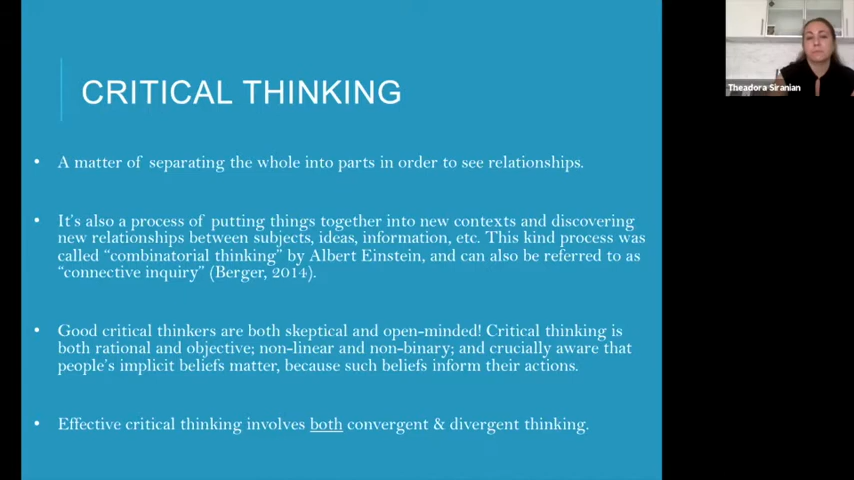 CRITICAL THINKING
• A matter of separating the whole into parts in order to see relationships.
• It's also a process of putting things together into new contexts and discovering
new relationships between subjects, ideas, information, etc. This kind process was
called “combinatorial thinking” by Albert Einstein, and can also be referred to as
“connective inquiry” (Berger, 2014).
• Good critical thinkers are both skeptical and open-minded! Critical thinking is
both rational and objective; non-linear and non-binary; and crucially aware that
people's implicit beliefs matter, because such beliefs inform their actions.
• Effective critical thinking involves both convergent & divergent thinking.
Theadora Siranian